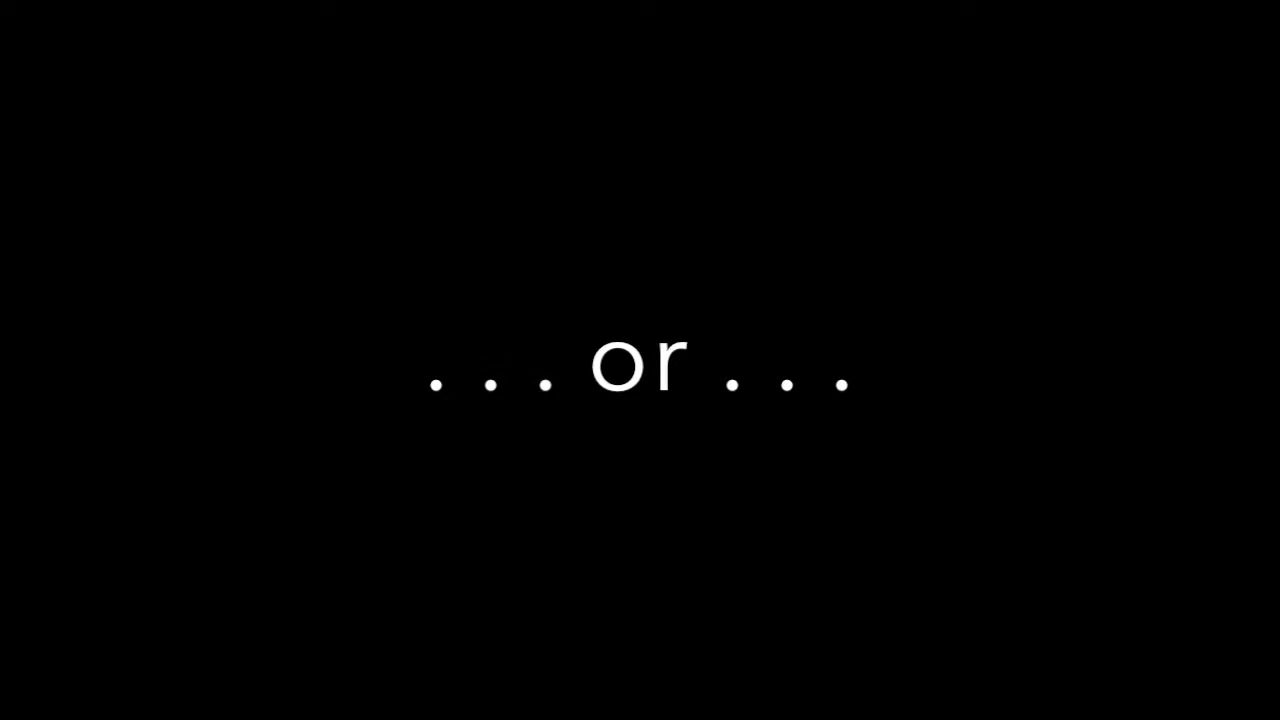 . . . or . . .